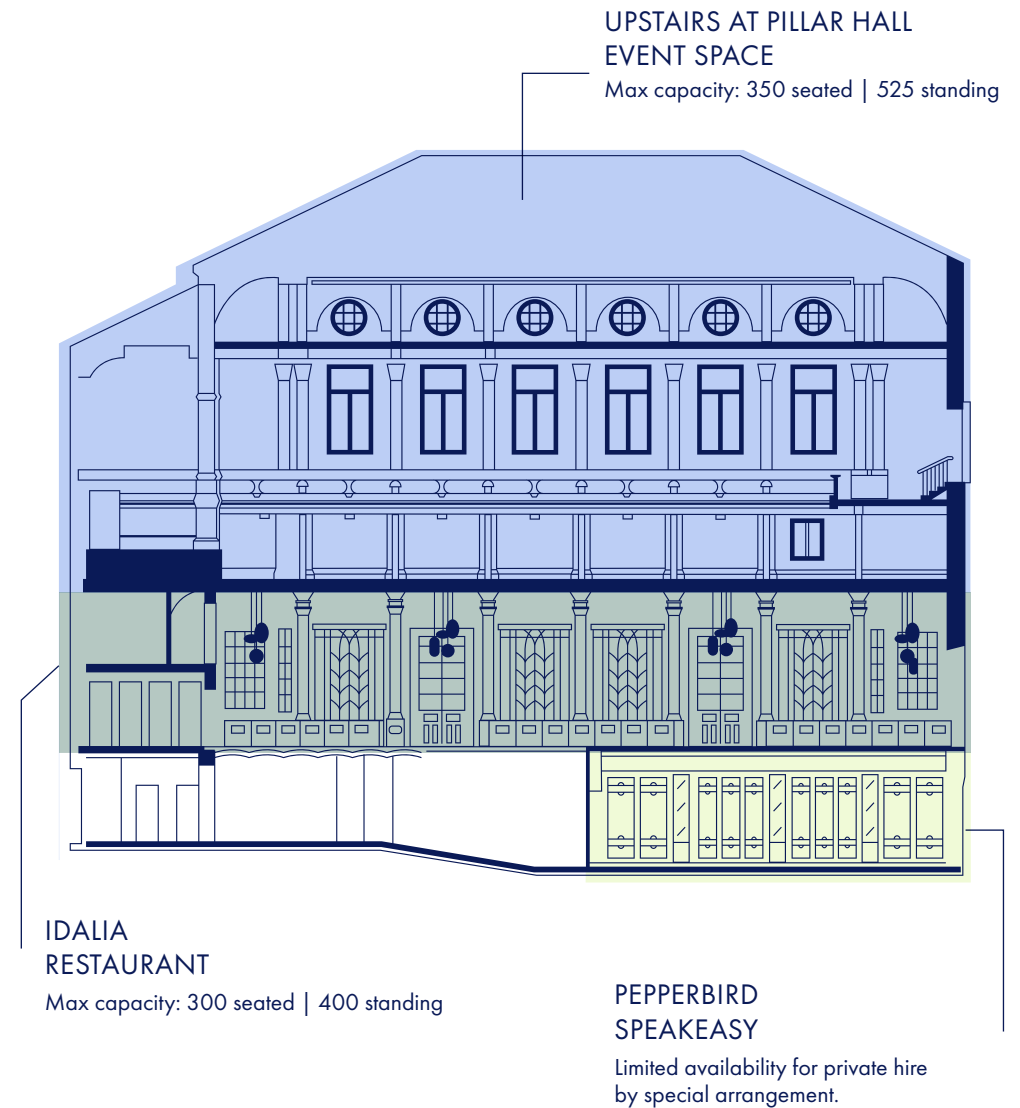 UPSTAIRS AT PILLAR HALL
EVENT SPACE
Max capacity: 350 seated | 525 standing
IDALIA
RESTAURANT
Max capacity: 300 seated | 400 standing
PEPPERBIRD
SPEAKEASY
Limited availability for private hire
by special arrangement.